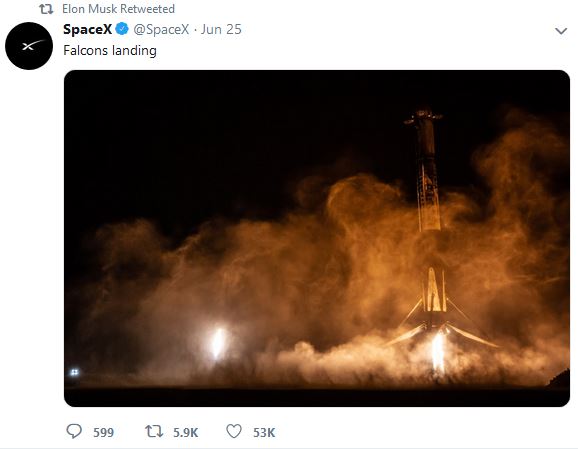 Elon Musk Retweeted
SpaceX @SpaceX · Jun 25
Falcons landing
599 5.9K 53K